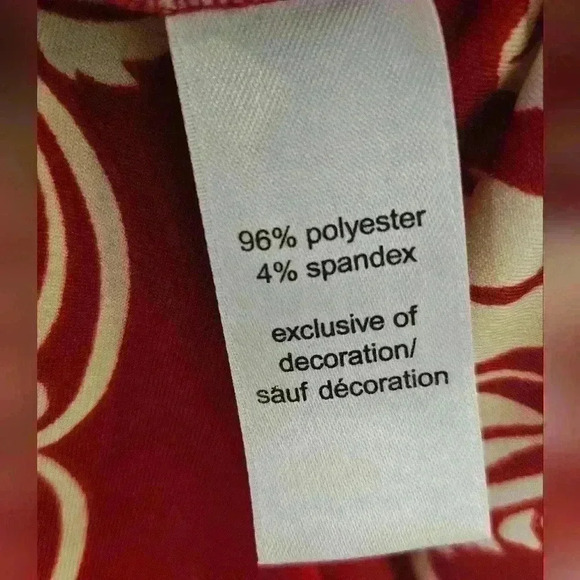 96% polyester
4% spandex
exclusive of
decoration/
sauf décoration